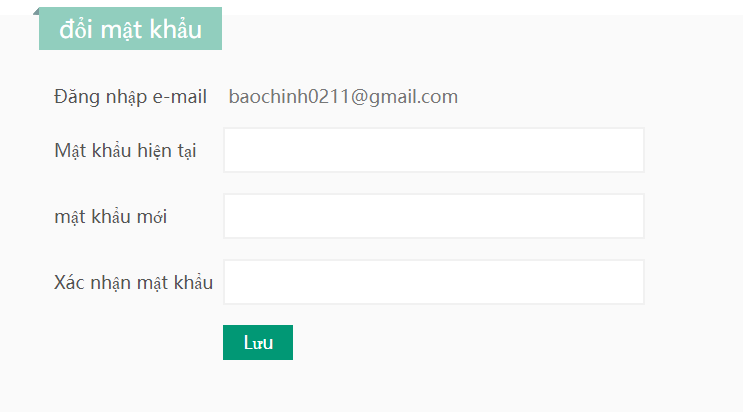 đổi mật khẩu
Đăng nhập e-mail baochinh0211@gmail.com
Mật khẩu hiện tại
mật khẩu mới
Xác nhận mật khẩu
Lưu